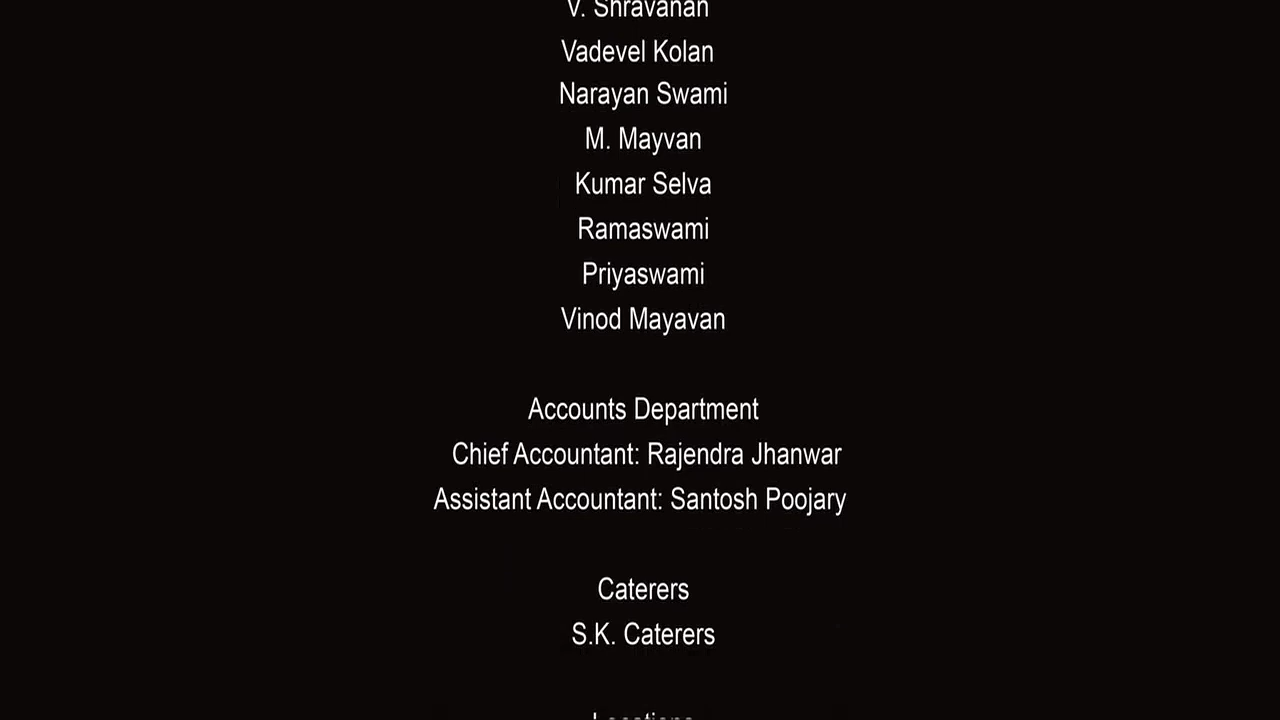 V. Shravanan
Vadevel Kolan
Narayan Swami
M. Mayvan
Kumar Selva
Ramaswami
Priyaswami
Vinod Mayavan
Accounts Department
Chief Accountant: Rajendra Jhanwar
Assistant Accountant: Santosh Poojary
Caterers
S.K. Caterers
Locations